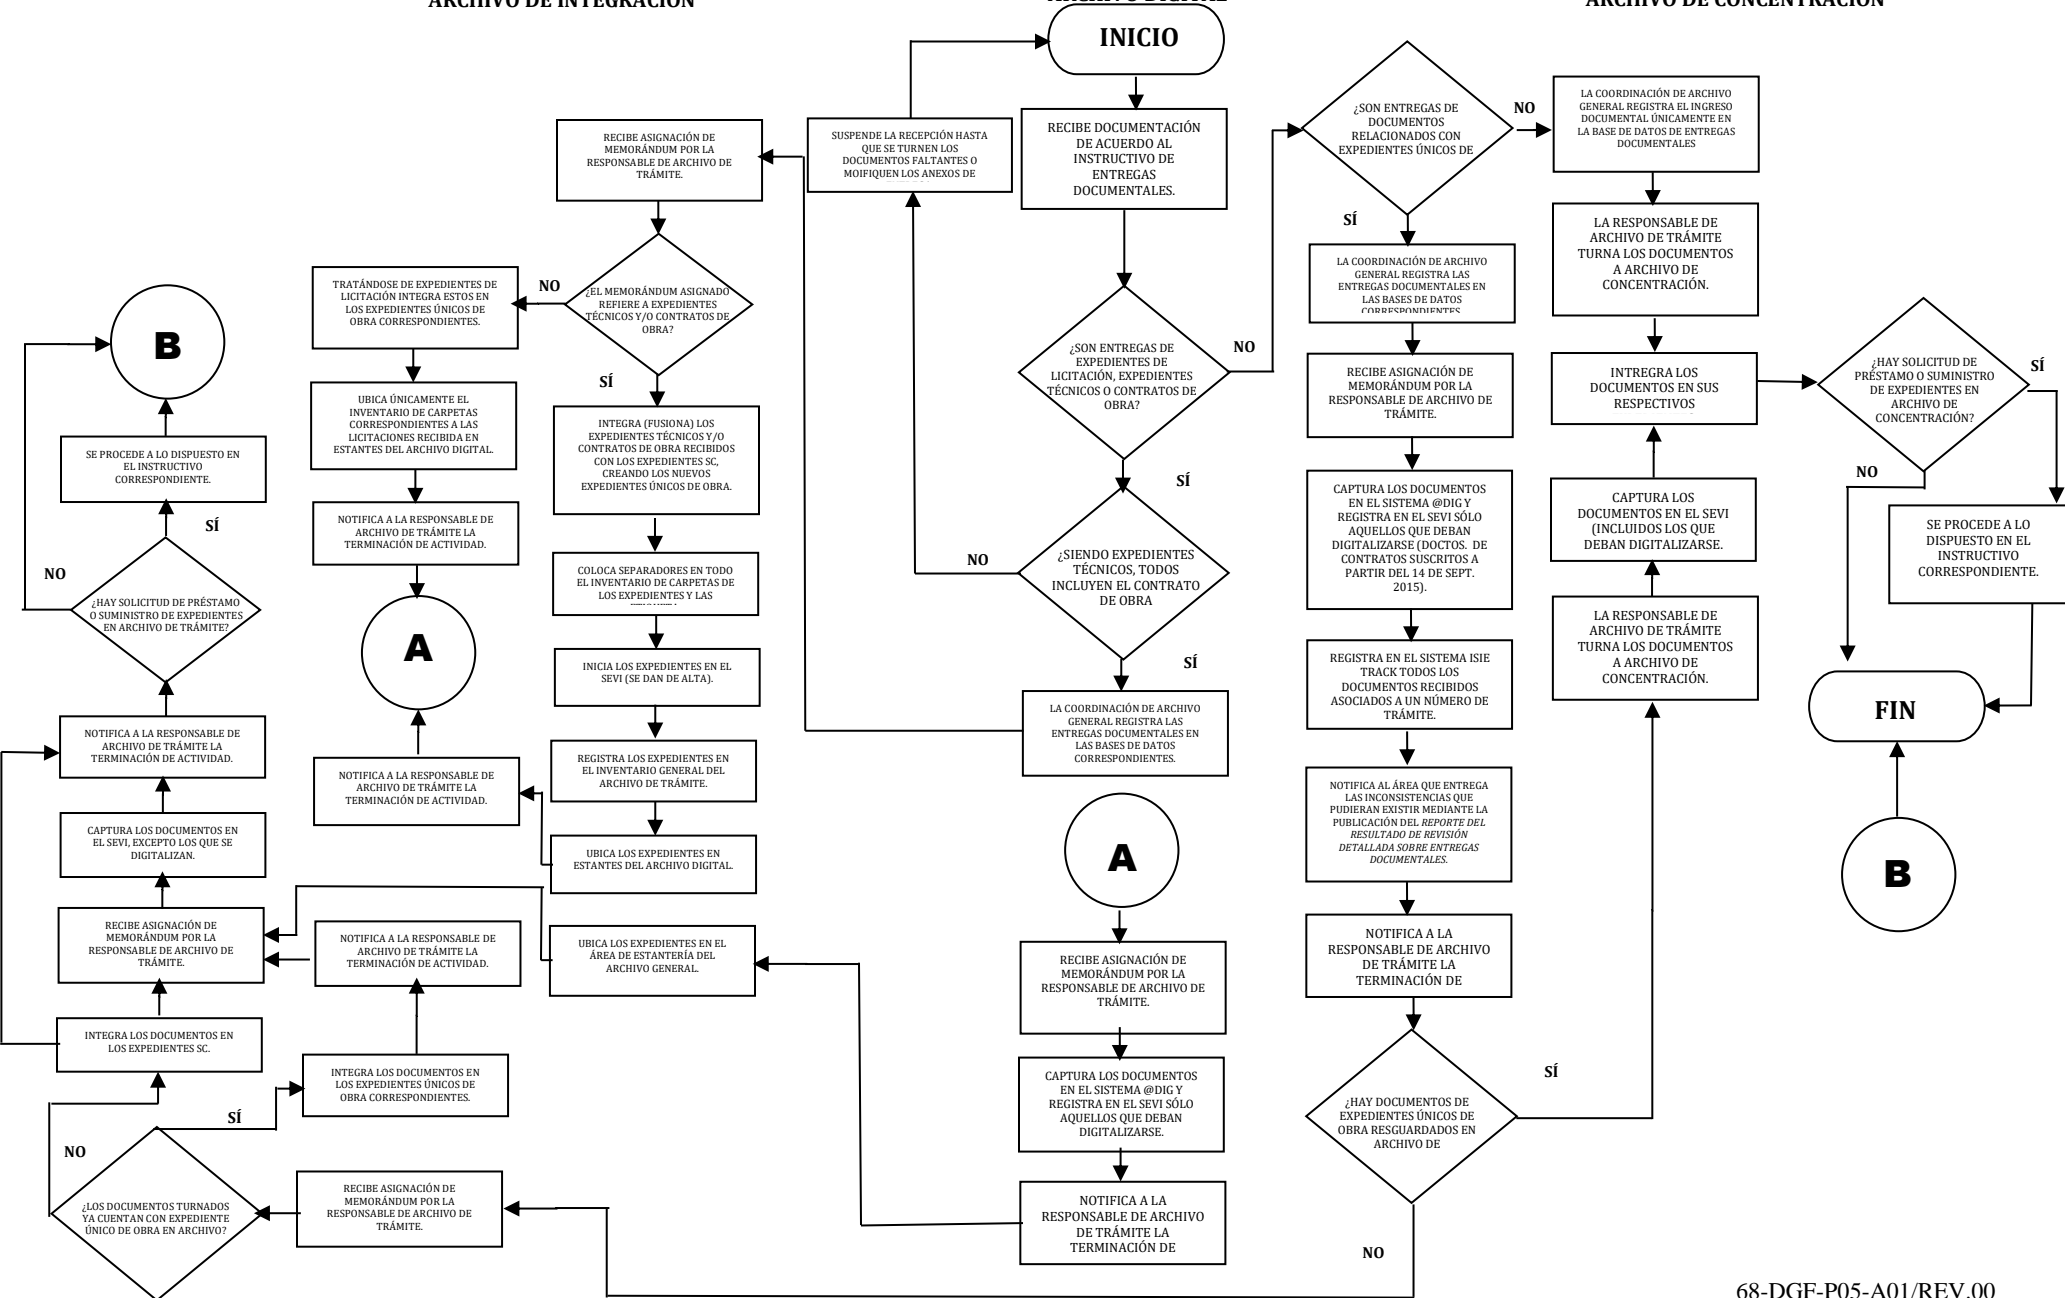 ARCHIVO DE INTEGRACIÓN
ARCHIVO DIGITAL
ARCHIVO DE CONCENTRACIÓN
INICIO
RECIBE DOCUMENTACIÓN
DE ACUERDO AL
INSTRUCTIVO DE
ENTREGAS
DOCUMENTALES.
SUSPENDE LA RECEPCIÓN HASTA
QUE SE TURNEN LOS
DOCUMENTOS FALTANTES O
MOIFIQUEN LOS ANEXOS DE
RECIBE ASIGNACIÓN DE
MEMORÁNDUM POR LA
RESPONSABLE DE ARCHIVO DE
TRÁMITE.
¿EL MEMORÁNDUM ASIGNADO
REFIERE A EXPEDIENTES
TÉCNICOS Y/O CONTRATOS DE
OBRA?
NO
SÍ
TRATÁNDOSE DE EXPEDIENTES DE
LICITACIÓN INTEGRA ESTOS EN
LOS EXPEDIENTES ÚNICOS DE
OBRA CORRESPONDIENTES.
UBICA ÚNICAMENTE EL
INVENTARIO DE CARPETAS
CORRESPONDIENTES A LAS
LICITACIONES RECIBIDA EN
ESTANTES DEL ARCHIVO DIGITAL.
NOTIFICA A LA RESPONSABLE DE
ARCHIVO DE TRÁMITE LA
TERMINACIÓN DE ACTIVIDAD.
A
NOTIFICA A LA RESPONSABLE DE
ARCHIVO DE TRÁMITE LA
TERMINACIÓN DE ACTIVIDAD.
INTEGRA (FUSIONA) LOS
EXPEDIENTES TÉCNICOS Y/O
CONTRATOS DE OBRA RECIBIDOS
CON LOS EXPEDIENTES SC,
CREANDO LOS NUEVOS
EXPEDIENTES ÚNICOS DE OBRA.
COLOCA SEPARADORES EN TODO
EL INVENTARIO DE CARPETAS DE
LOS EXPEDIENTES Y LAS
INICIA LOS EXPEDIENTES EN EL
SEVI (SE DAN DE ALTA).
REGISTRA LOS EXPEDIENTES EN
EL INVENTARIO GENERAL DEL
ARCHIVO DE TRÁMITE.
UBICA LOS EXPEDIENTES EN
ESTANTES DEL ARCHIVO DIGITAL.
UBICA LOS EXPEDIENTES EN EL
ÁREA DE ESTANTERÍA DEL
ARCHIVO GENERAL.
B
SE PROCEDE A LO DISPUESTO EN
EL INSTRUCTIVO
CORRESPONDIENTE.
SÍ
NO
¿HAY SOLICITUD DE PRÉSTAMO
O SUMINISTRO DE EXPEDIENTES
EN ARCHIVO DE TRÁMITE?
NOTIFICA A LA RESPONSABLE DE
ARCHIVO DE TRÁMITE LA
TERMINACIÓN DE ACTIVIDAD.
CAPTURA LOS DOCUMENTOS EN
EL SEVI, EXCEPTO LOS QUE SE
DIGITALIZAN.
RECIBE ASIGNACIÓN DE
MEMORÁNDUM POR LA
RESPONSABLE DE ARCHIVO DE
TRÁMITE.
NOTIFICA A LA RESPONSABLE DE
ARCHIVO DE TRÁMITE LA
TERMINACIÓN DE ACTIVIDAD.
INTEGRA LOS DOCUMENTOS EN
LOS EXPEDIENTES SC.
INTEGRA LOS DOCUMENTOS EN
LOS EXPEDIENTES ÚNICOS DE
OBRA CORRESPONDIENTES.
SÍ
NO
¿LOS DOCUMENTOS TURNADOS
YA CUENTAN CON EXPEDIENTE
ÚNICO DE OBRA EN ARCHIVO?
RECIBE ASIGNACIÓN DE
MEMORÁNDUM POR LA
RESPONSABLE DE ARCHIVO DE
TRÁMITE.
¿SON ENTREGAS DE
EXPEDIENTES DE
LICITACIÓN, EXPEDIENTES
TÉCNICOS O CONTRATOS DE
OBRA?
NO
SÍ
¿SIENDO EXPEDIENTES
TÉCNICOS, TODOS
INCLUYEN EL CONTRATO
DE OBRA
NO
SÍ
LA COORDINACIÓN DE ARCHIVO
GENERAL REGISTRA LAS
ENTREGAS DOCUMENTALES EN
LAS BASES DE DATOS
CORRESPONDIENTES.
A
RECIBE ASIGNACIÓN DE
MEMORÁNDUM POR LA
RESPONSABLE DE ARCHIVO DE
TRÁMITE.
CAPTURA LOS DOCUMENTOS
EN EL SISTEMA @DIG Y
REGISTRA EN EL SEVI SÓLO
AQUELLOS QUE DEBAN
DIGITALIZARSE.
NOTIFICA A LA
RESPONSABLE DE ARCHIVO
DE TRÁMITE LA
TERMINACIÓN DE
¿SON ENTREGAS DE
DOCUMENTOS
RELACIONADOS CON
EXPEDIENTES ÚNICOS DE
NO
SÍ
LA COORDINACIÓN DE ARCHIVO
GENERAL REGISTRA LAS
ENTREGAS DOCUMENTALES EN
LAS BASES DE DATOS
CORRESPONDIENTES
RECIBE ASIGNACIÓN DE
MEMORÁNDUM POR LA
RESPONSABLE DE ARCHIVO DE
TRÁMITE.
CAPTURA LOS DOCUMENTOS
EN EL SISTEMA @DIG Y
REGISTRA EN EL SEVI SÓLO
AQUELLOS QUE DEBAN
DIGITALIZARSE (DOCTOS. DE
CONTRATOS SUSCRITOS A
PARTIR DEL 14 DE SEPT.
2015).
REGISTRA EN EL SISTEMA ISIE
TRACK TODOS LOS
DOCUMENTOS RECIBIDOS
ASOCIADOS A UN NÚMERO DE
TRÁMITE.
NOTIFICA AL ÁREA QUE ENTREGA
LAS INCONSISTENCIAS QUE
PUDIERAN EXISTIR MEDIANTE LA
PUBLICACIÓN DEL REPORTE DEL
RESULTADO DE REVISIÓN
DETALLADA SOBRE ENTREGAS
DOCUMENTALES.
NOTIFICA A LA
RESPONSABLE DE ARCHIVO
DE TRÁMITE LA
TERMINACIÓN DE
¿HAY DOCUMENTOS DE
EXPEDIENTES ÚNICOS DE
OBRA RESGUARDADOS EN
ARCHIVO DE
SÍ
NO
LA COORDINACIÓN DE ARCHIVO
GENERAL REGISTRA EL INGRESO
DOCUMENTAL ÚNICAMENTE EN
LA BASE DE DATOS DE ENTREGAS
DOCUMENTALES
LA RESPONSABLE DE
ARCHIVO DE TRÁMITE
TURNA LOS DOCUMENTOS
A ARCHIVO DE
CONCENTRACIÓN.
INTREGRA LOS
DOCUMENTOS EN SUS
RESPECTIVOS
CAPTURA LOS
DOCUMENTOS EN EL SEVI
(INCLUIDOS LOS QUE
DEBAN DIGITALIZARSE.
LA RESPONSABLE DE
ARCHIVO DE TRÁMITE
TURNA LOS DOCUMENTOS
A ARCHIVO DE
CONCENTRACIÓN.
¿HAY SOLICITUD DE
PRÉSTAMO O SUMINISTRO
DE EXPEDIENTES EN
ARCHIVO DE
CONCENTRACIÓN?
SÍ
NO
SE PROCEDE A LO
DISPUESTO EN EL
INSTRUCTIVO
CORRESPONDIENTE.
FIN
B
68-DGF-P05-A01/REV.00